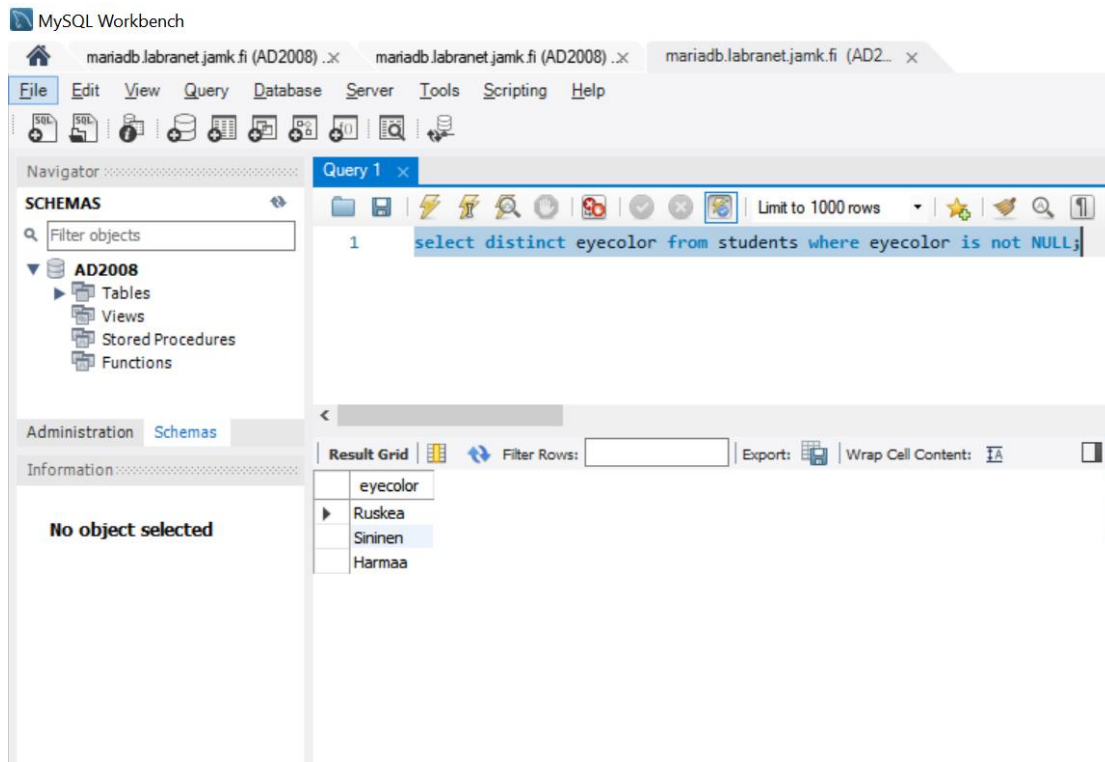 MySQL Workbench
mariadb.labranet.jamk.fi (AD2008) ..x mariadb.labranet.jamk.fi (AD2008) ..x mariadb.labranet.jamk.fi (AD2... x
File Edit View Query Database Server Tools Scripting Help
Navigator
Query 1 x
SCHEMAS
Limit to 1000 rows
Filter objects
1 select distinct eyecolor from students where eyecolor is not NULL;
AD2008
Tables
Views
Stored Procedures
Functions
Administration Schemas
Information
Result Grid Filter Rows: Export: Wrap Cell Content:
eyecolor
Ruskea
Sininen
Harmaa
No object selected